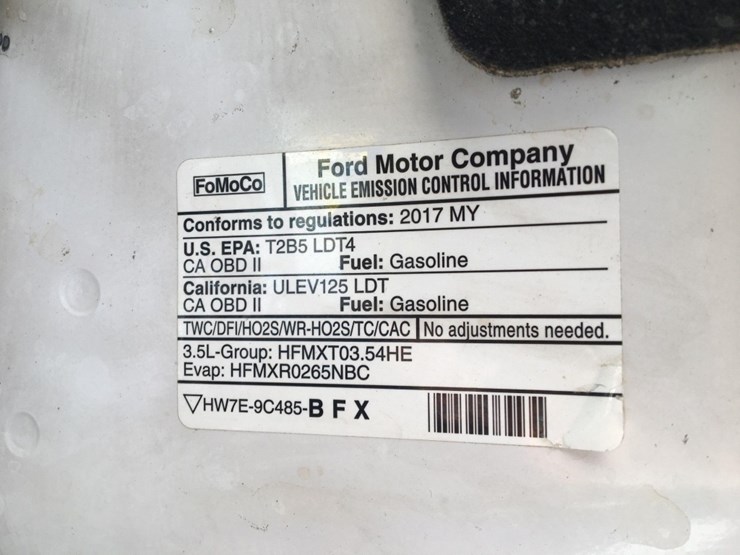 FoMoCo
Ford Motor Company
VEHICLE EMISSION CONTROL INFORMATION
Conforms to regulations: 2017 MY
U.S. EPA: T2B5 LDT4
CA OBD II Fuel: Gasoline
California: ULEV125 LDT
CA OBD II Fuel: Gasoline
TWC/DFI/HO2S/WR-HO2S/TC/CAC No adjustments needed.
3.5L-Group: HFMXT03.54HE
Evap: HFMXR0265NBC
HW7E-9C485-B F X